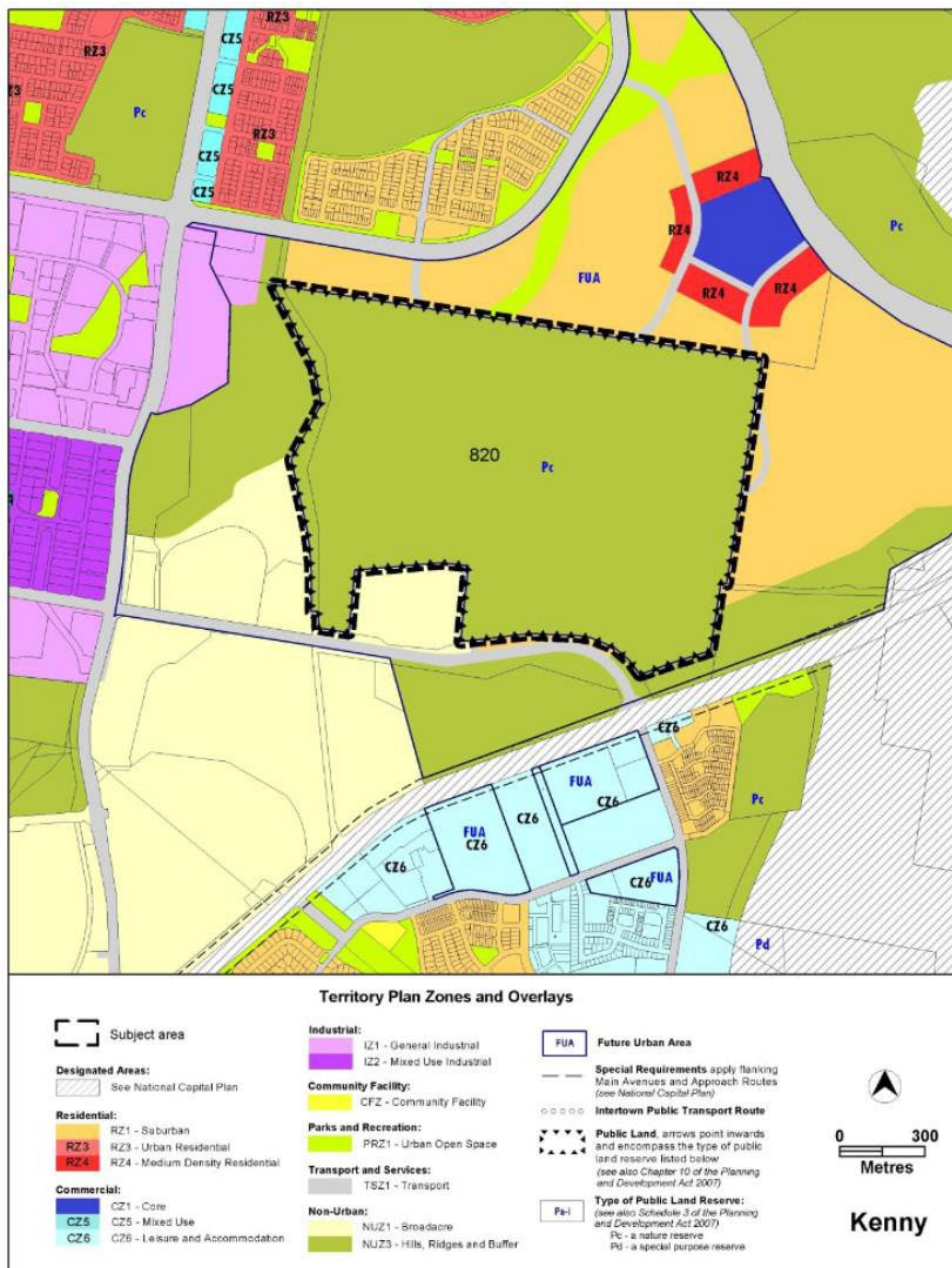 RZ3
RZ3
CZ5
CZ5
RZ3
CZ5
CZ5
RZ3
Pc
RZ4
Pc
RZ4
FUA
RZ4
RZ4
820
Pc
CZ6
FUA
CZ6
Pc
CZ6
FUA
CZ6
CZ6
CZ6
FUA
CZ6
Pd
Territory Plan Zones and Overlays
Subject area
Designated Areas:
See National Capital Plan
Residential:
RZ1 - Suburban
RZ3 RZ3 - Urban Residential
RZ4 RZ4 - Medium Density Residential
Commercial:
CZ1 - Core
CZ5 CZ5 - Mixed Use
CZ6 CZ6 - Leisure and Accommodation
Industrial:
IZ1 - General Industrial
IZ2 - Mixed Use Industrial
Community Facility:
CFZ - Community Facility
Parks and Recreation:
PRZ1 - Urban Open Space
Transport and Services:
TSZ1 - Transport
Non-Urban:
NUZ1 - Broadacre
NUZ3 - Hills, Ridges and Buffer
FUA Future Urban Area
Special Requirements apply flanking
Main Avenues and Approach Routes
(see National Capital Plan)
Intertown Public Transport Route
Public Land, arrows point inwards
and encompass the type of public
land reserve listed below
(see also Chapter 10 of the Planning
and Development Act 2007)
Pa-i Type of Public Land Reserve:
(see also Schedule 3 of the Planning
and Development Act 2007)
Pc - a nature reserve
Pd - a special purpose reserve
0 300
Metres
Kenny